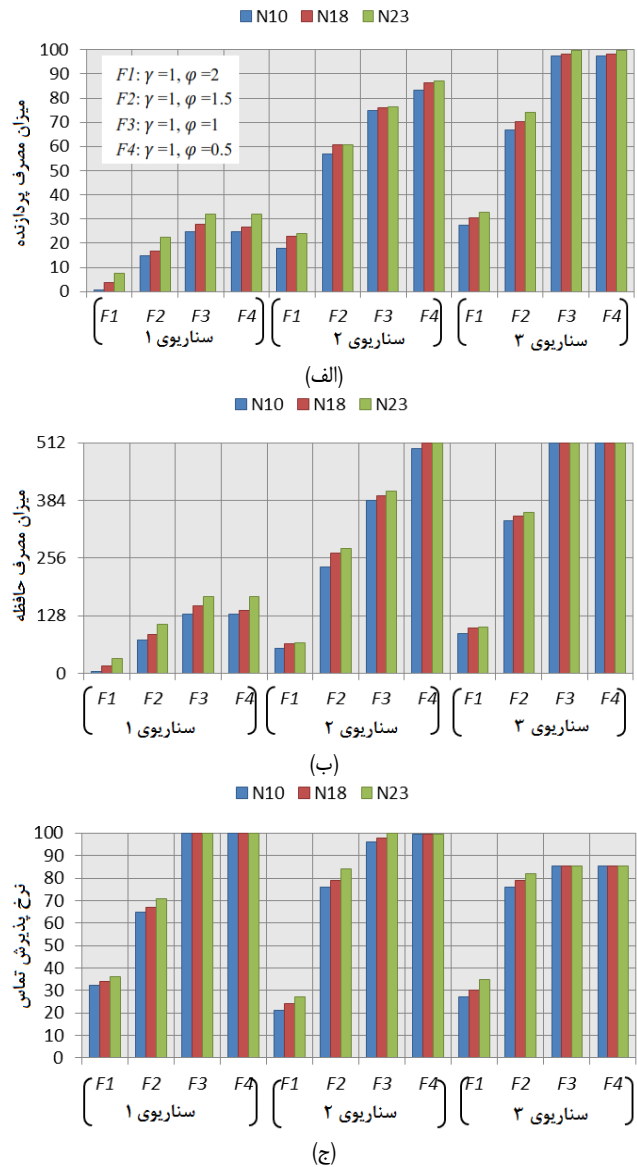 N10 N18 N23
میزان مصرف پردازنده
100
90
80
70
60
50
40
30
20
10
0
F1: γ =1, φ =2
F2: γ =1, φ =1.5
F3: γ =1, φ =1
F4: γ =1, φ =0.5
F1 F2 F3 F4 F1 F2 F3 F4 F1 F2 F3 F4
سناریوی ۱ سناریوی ۲ سناریوی ۳
(الف)
N10 N18 N23
میزان مصرف حافظه
512
384
256
128
0
F1 F2 F3 F4 F1 F2 F3 F4 F1 F2 F3 F4
سناریوی ۱ سناریوی ۲ سناریوی ۳
(ب)
N10 N18 N23
نرخ پذیرش تماس
100
90
80
70
60
50
40
30
20
10
0
F1 F2 F3 F4 F1 F2 F3 F4 F1 F2 F3 F4
سناریوی ۱ سناریوی ۲ سناریوی ۳
(ج)